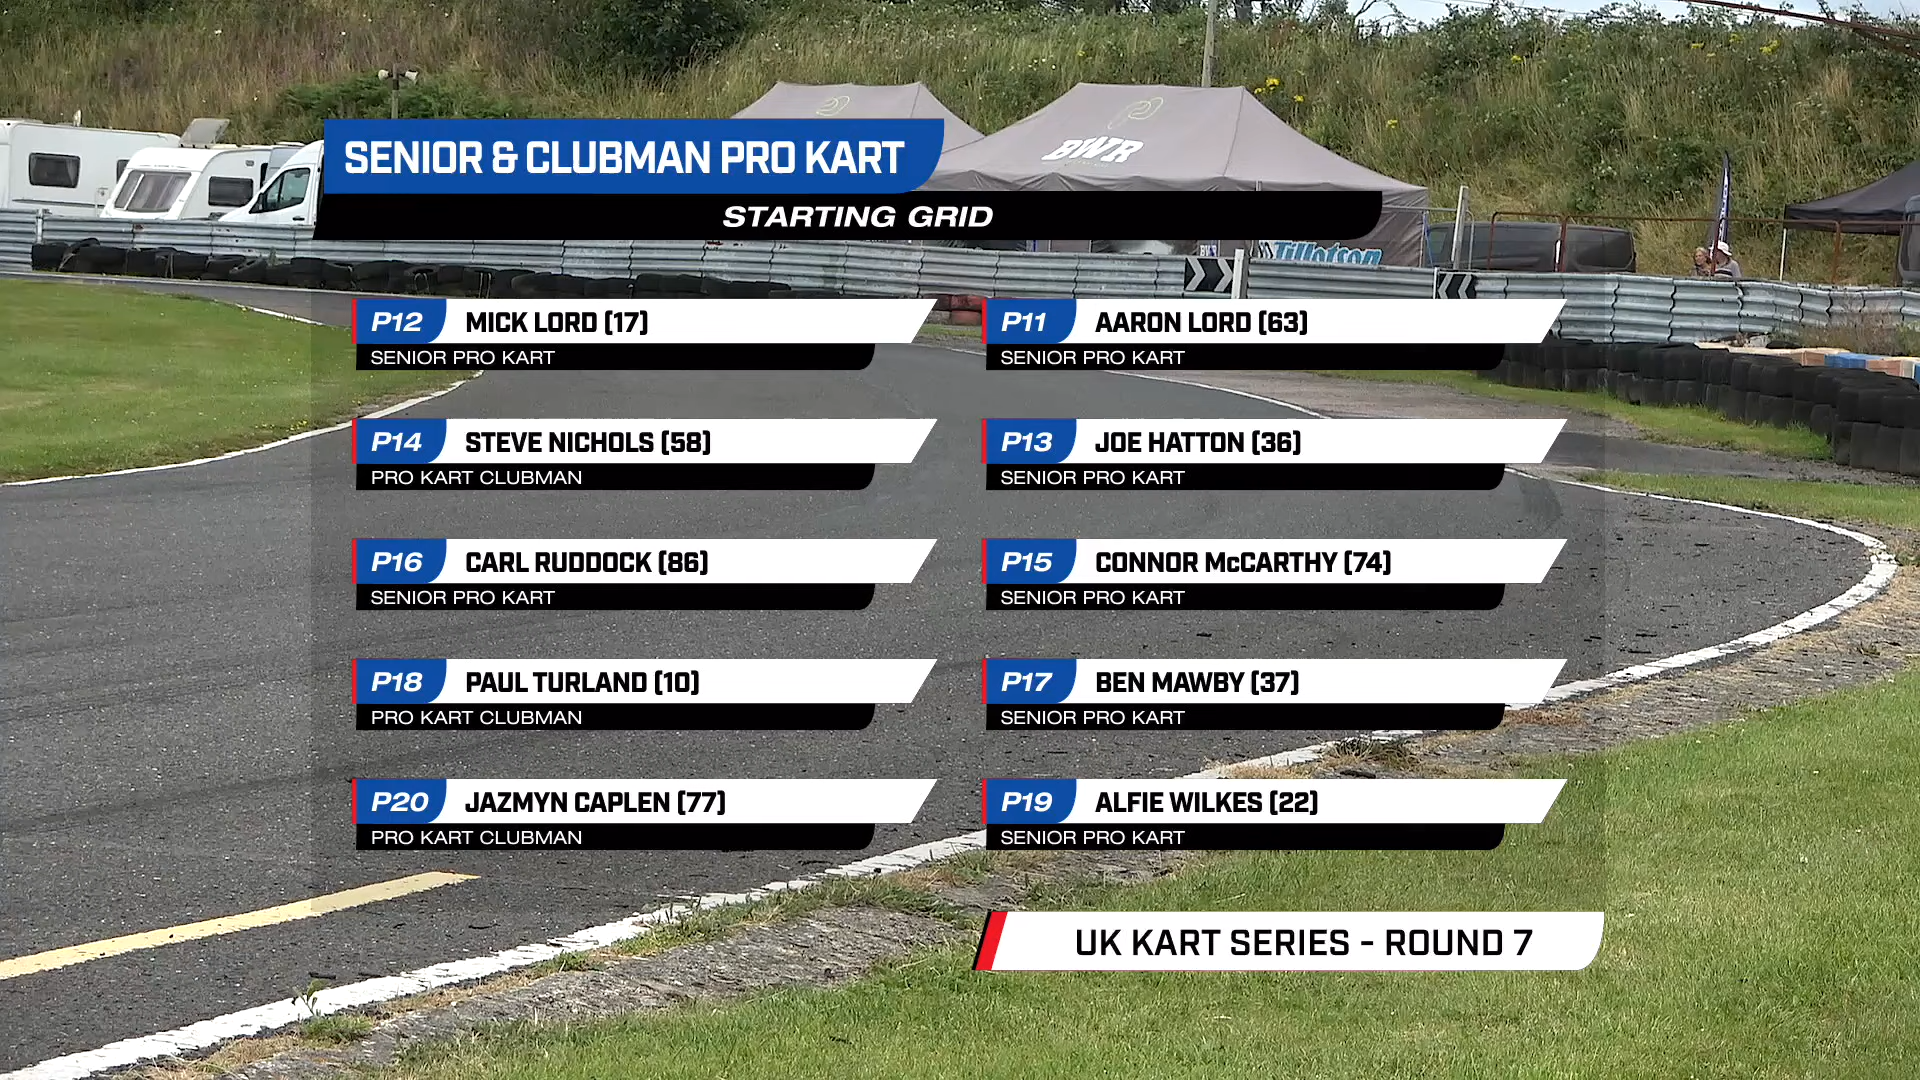 SENIOR & CLUBMAN PRO KART
STARTING GRID
BWR
BWR
Tillotson
P12 MICK LORD (17)
SENIOR PRO KART
P11 AARON LORD (63)
SENIOR PRO KART
P14 STEVE NICHOLS (58)
PRO KART CLUBMAN
P13 JOE HATTON (36)
SENIOR PRO KART
P16 CARL RUDDOCK (86)
SENIOR PRO KART
P15 CONNOR McCARTHY (74)
SENIOR PRO KART
P18 PAUL TURLAND (10)
PRO KART CLUBMAN
P17 BEN MAWBY (37)
SENIOR PRO KART
P20 JAZMYN CAPLEN (77)
PRO KART CLUBMAN
P19 ALFIE WILKES (22)
SENIOR PRO KART
UK KART SERIES - ROUND 7